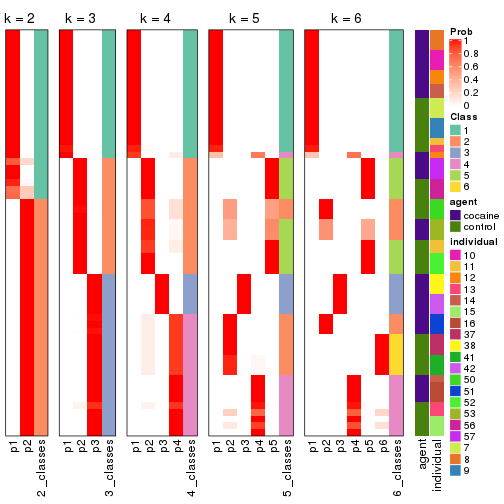 k = 2
k = 3
k = 4
k = 5
k = 6
p1
p2
2_classes
p1
p2
p3
3_classes
p1
p2
p3
p4
4_classes
p1
p2
p3
p4
p5
5_classes
p1
p2
p3
p4
p5
p6
6_classes
agent
individual
Prob
1
0.8
0.6
0.4
0.2
0
Class
1
2
3
4
5
6
agent
cocaine
control
individual
10
11
12
13
14
15
16
37
38
41
42
50
51
52
53
56
57
7
8
9